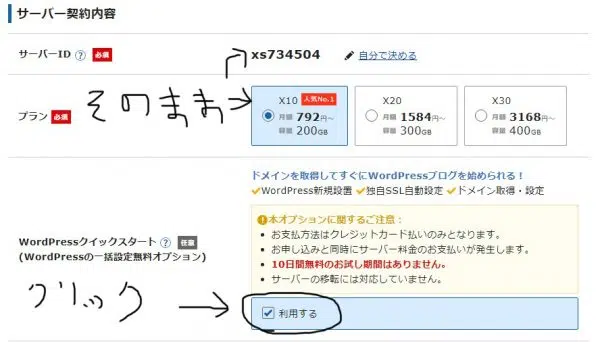 サーバー契約内容
サーバーID ? 必須 xs734504 自分で決める
そのまま
プラン 必須
X10 人気No.1
月額 792円~
容量 200GB
X20
月額 1584円~
容量 300GB
X30
月額 3168円~
容量 400GB
ドメインを取得してすぐにWordPressブログを始められる!
WordPress新規設置 独自SSL自動設定 ドメイン取得・設定
本オプションに関するご注意:
お支払方法はクレジットカード払いのみとなります。
お申し込みと同時にサーバー料金のお支払いが発生します。
10日間無料のお試し期間はありません。
サーバーの移転には対応していません。
WordPressクイックスタート ? 任意
(WordPressの一括設定無料オプション)
クリック
利用する